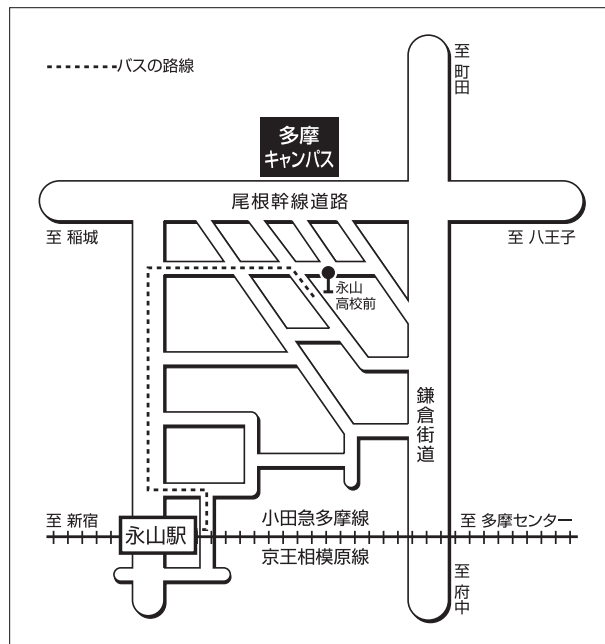 バスの路線
至 町田
多摩
キャンパス
尾根幹線道路
至 稲城
至 八王子
永山
高校前
鎌倉街道
至 新宿
永山駅
小田急多摩線
京王相模原線
至 多摩センター
至 府中